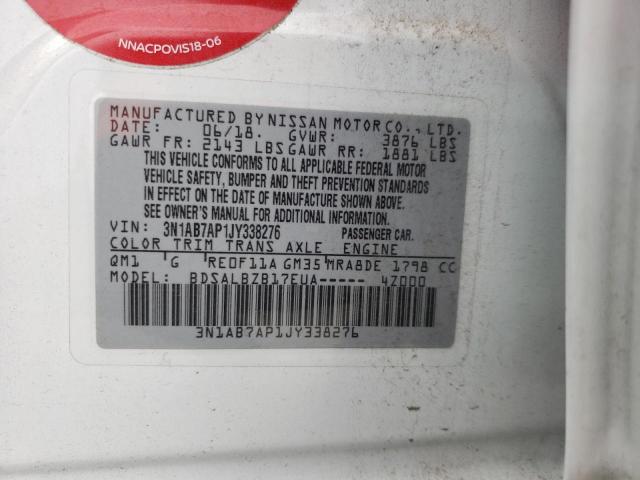 NNACPOVIS18-06
MANUFACTURED BY NISSAN MOTOR CO., LTD.
DATE: 06/18. GVWR: 3876 LBS
GAWR FR: 2143 LBS GAWR RR: 1881 LBS
THIS VEHICLE CONFORMS TO ALL APPLICABLE FEDERAL MOTOR
VEHICLE SAFETY, BUMPER AND THEFT PREVENTION STANDARDS
IN EFFECT ON THE DATE OF MANUFACTURE SHOWN ABOVE.
SEE OWNER'S MANUAL FOR ADDITIONAL INFORMATION.
VIN: 3N1AB7AP1JY338276 PASSENGER CAR.
COLOR TRIM TRANS AXLE ENGINE
QM1 G RE0F11A GM35 MRA8DE 1798 CC
MODEL: BDSALBZB17EUA----- 4Z000
3N1AB7AP1JY338276